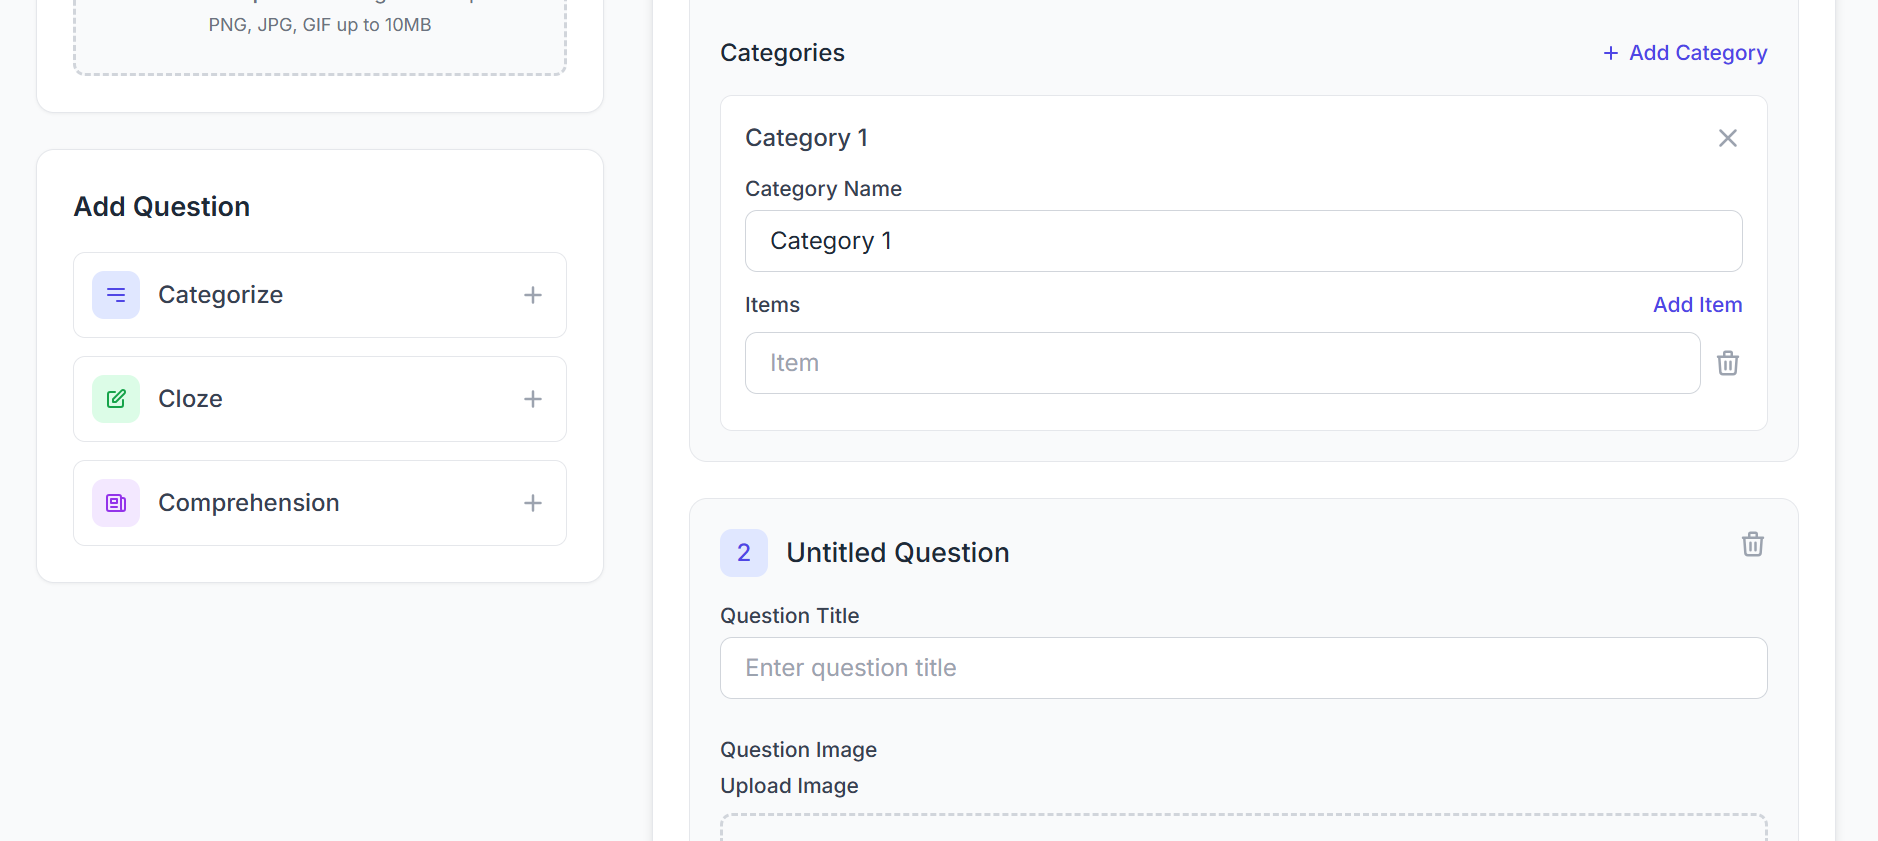 PNG, JPG, GIF up to 10MB
Add Question
Categorize
Cloze
Comprehension
Categories
+ Add Category
Category 1
Category Name
Category 1
Items
Add Item
Item
2
Untitled Question
Question Title
Enter question title
Question Image
Upload Image